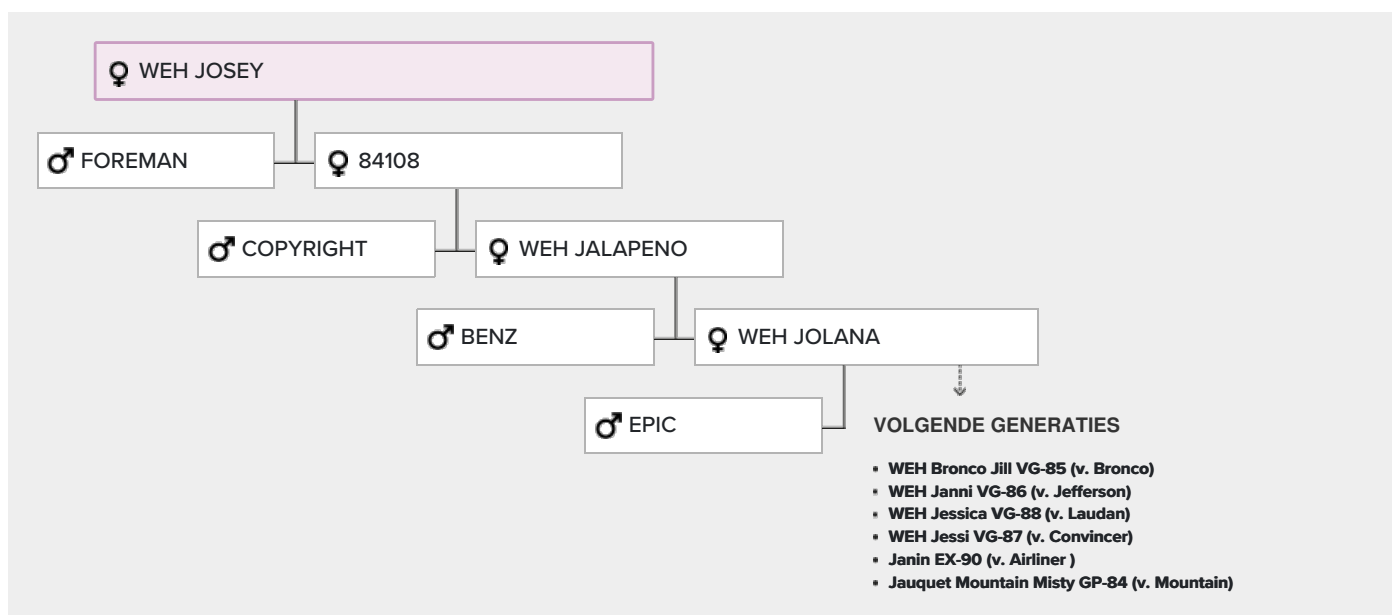 WEH JOSEY
FOREMAN
84108
COPYRIGHT
WEH JALAPENO
BENZ
WEH JOLANA
EPIC
VOLGENDE GENERATIES
WEH Bronco Jill VG-85 (v. Bronco)
WEH Janni VG-86 (v. Jefferson)
WEH Jessica VG-88 (v. Laudan)
WEH Jessi VG-87 (v. Convincer)
Janin EX-90 (v. Airliner )
Jauquet Mountain Misty GP-84 (v. Mountain)